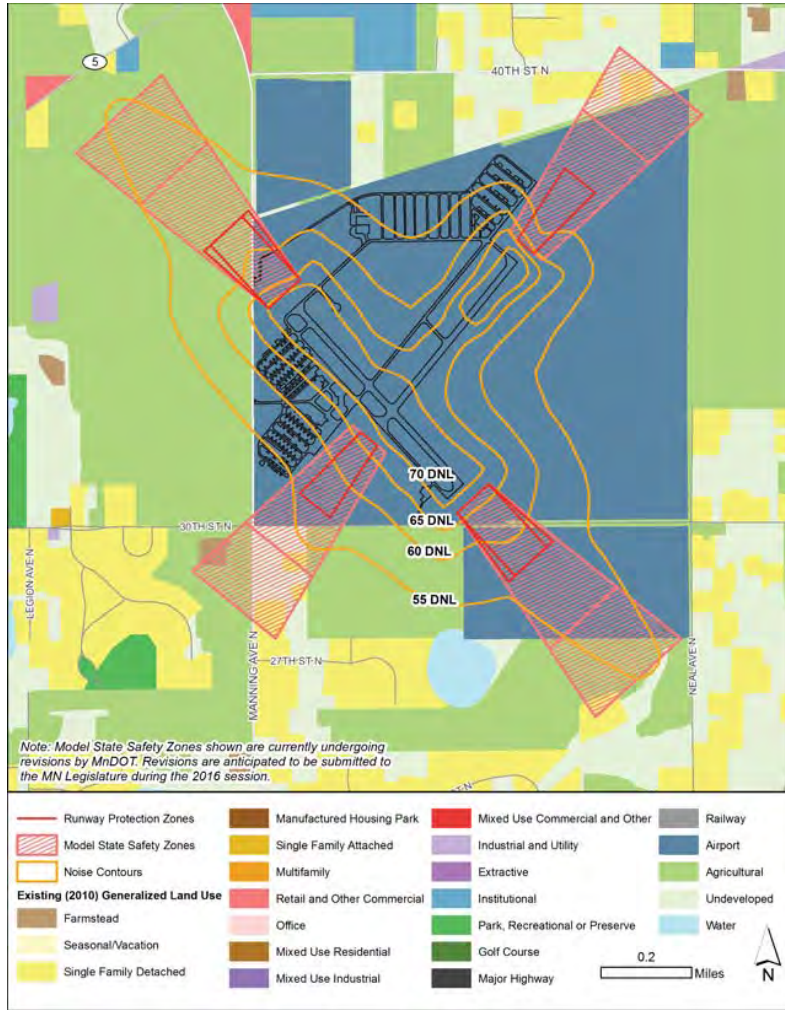 5
40TH ST N
70 DNL
65 DNL
30TH ST N
60 DNL
55 DNL
LEGION AVE N
MANNING AVE N
27TH ST N
NEAL AVE N
Note: Model State Safety Zones shown are currently undergoing
revisions by MnDOT. Revisions are anticipated to be submitted to
the MN Legislature during the 2016 session.
Runway Protection Zones
Model State Safety Zones
Noise Contours
Existing (2010) Generalized Land Use
Farmstead
Seasonal/Vacation
Single Family Detached
Manufactured Housing Park
Single Family Attached
Multifamily
Retail and Other Commercial
Office
Mixed Use Residential
Mixed Use Industrial
Mixed Use Commercial and Other
Industrial and Utility
Extractive
Institutional
Park, Recreational or Preserve
Golf Course
Major Highway
Railway
Airport
Agricultural
Undeveloped
Water
0.2
Miles
N